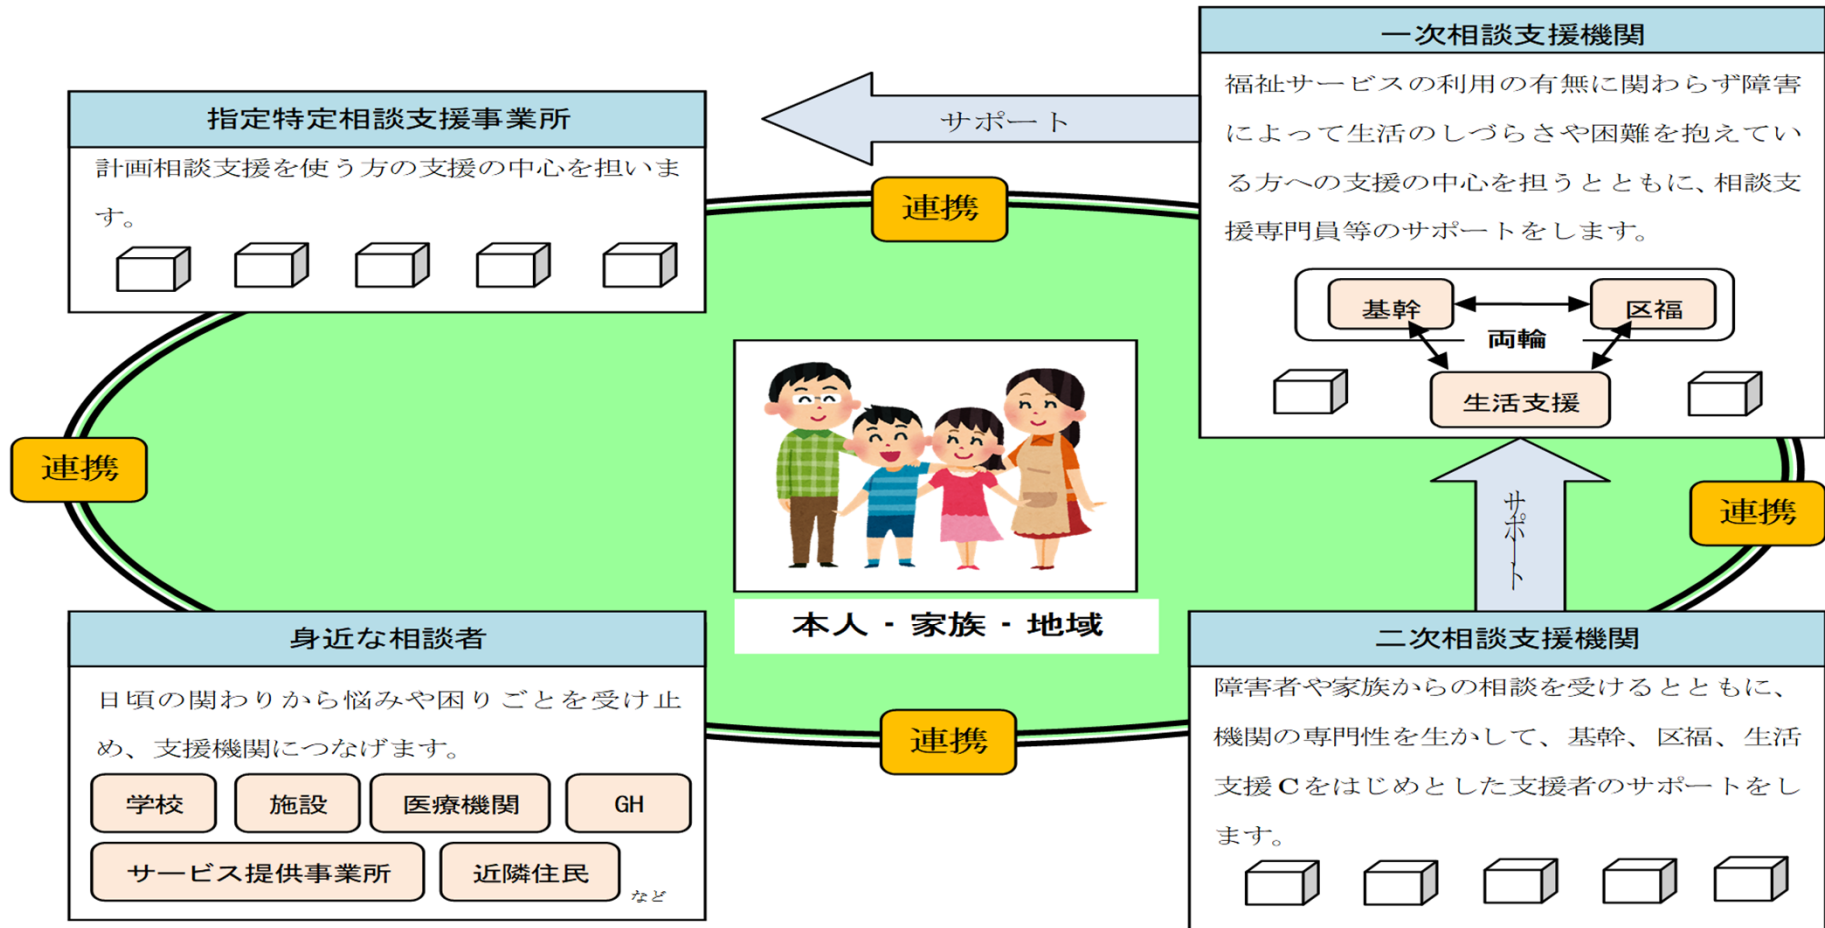 指定特定相談支援事業所
計画相談支援を使う方の支援の中心を担いま
す。
サポート
一次相談支援機関
福祉サービスの利用の有無に関わらず障害
によって生活のしづらさや困難を抱えてい
る方への支援の中心を担うとともに、相談支
援専門員等のサポートをします。
基幹
区福
両輪
生活支援
連携
連携
連携
連携
サポート
本人・家族・地域
身近な相談者
日頃の関わりから悩みや困りごとを受け止
め、支援機関につなげます。
学校
施設
医療機関
GH
サービス提供事業所
近隣住民
など
二次相談支援機関
障害者や家族からの相談を受けるとともに、
機関の専門性を生かして、基幹、区福、生活
支援Cをはじめとした支援者のサポートをし
ます。